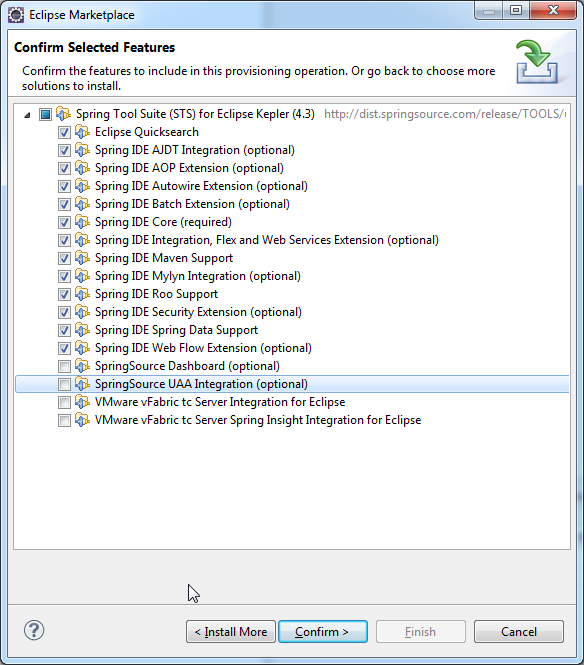 Eclipse Marketplace
Confirm Selected Features
Confirm the features to include in this provisioning operation. Or go back to choose more
solutions to install.
Spring Tool Suite (STS) for Eclipse Kepler (4.3) http://dist.springsource.com/release/TOOLS/
Eclipse Quicksearch
Spring IDE AJDT Integration (optional)
Spring IDE AOP Extension (optional)
Spring IDE Autowire Extension (optional)
Spring IDE Batch Extension (optional)
Spring IDE Core (required)
Spring IDE Integration, Flex and Web Services Extension (optional)
Spring IDE Maven Support
Spring IDE Mylyn Integration (optional)
Spring IDE Roo Support
Spring IDE Security Extension (optional)
Spring IDE Spring Data Support
Spring IDE Web Flow Extension (optional)
SpringSource Dashboard (optional)
SpringSource UAA Integration (optional)
VMware vFabric tc Server Integration for Eclipse
VMware vFabric tc Server Spring Insight Integration for Eclipse
? < Install More Confirm > Finish Cancel